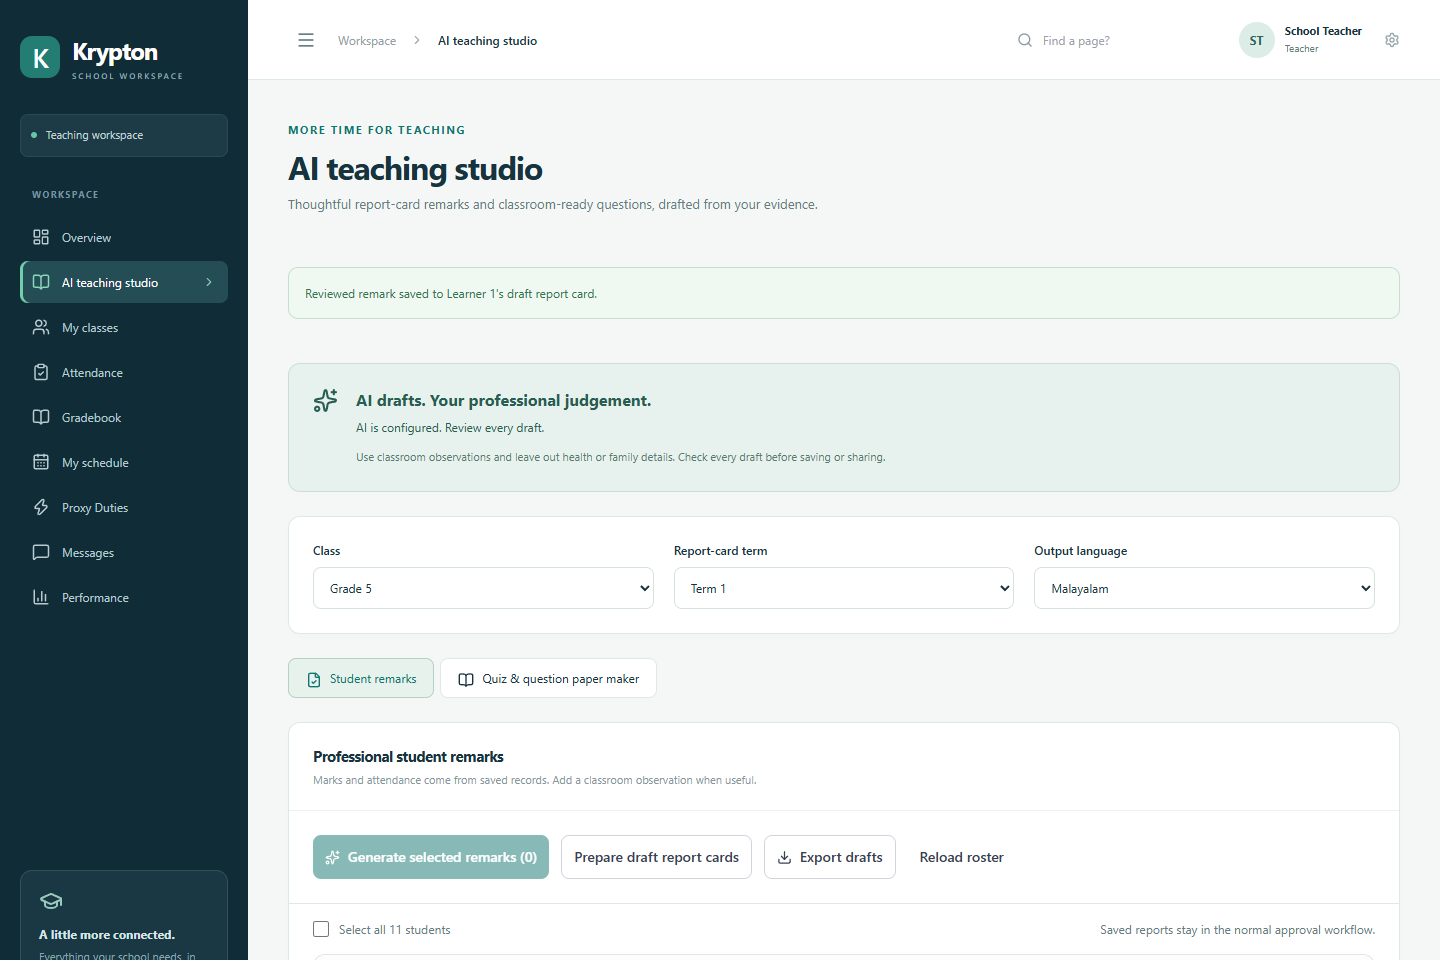 K
Krypton
SCHOOL WORKSPACE
Teaching workspace
WORKSPACE
Overview
AI teaching studio
My classes
Attendance
Gradebook
My schedule
Proxy Duties
Messages
Performance
A little more connected.
Everything your school needs, in
Workspace
AI teaching studio
Find a page?
ST
School Teacher
Teacher
MORE TIME FOR TEACHING
AI teaching studio
Thoughtful report-card remarks and classroom-ready questions, drafted from your evidence.
Reviewed remark saved to Learner 1's draft report card.
AI drafts. Your professional judgement.
AI is configured. Review every draft.
Use classroom observations and leave out health or family details. Check every draft before saving or sharing.
Class
Report-card term
Output language
Grade 5
Term 1
Malayalam
Student remarks
Quiz & question paper maker
Professional student remarks
Marks and attendance come from saved records. Add a classroom observation when useful.
Generate selected remarks (0)
Prepare draft report cards
Export drafts
Reload roster
Select all 11 students
Saved reports stay in the normal approval workflow.